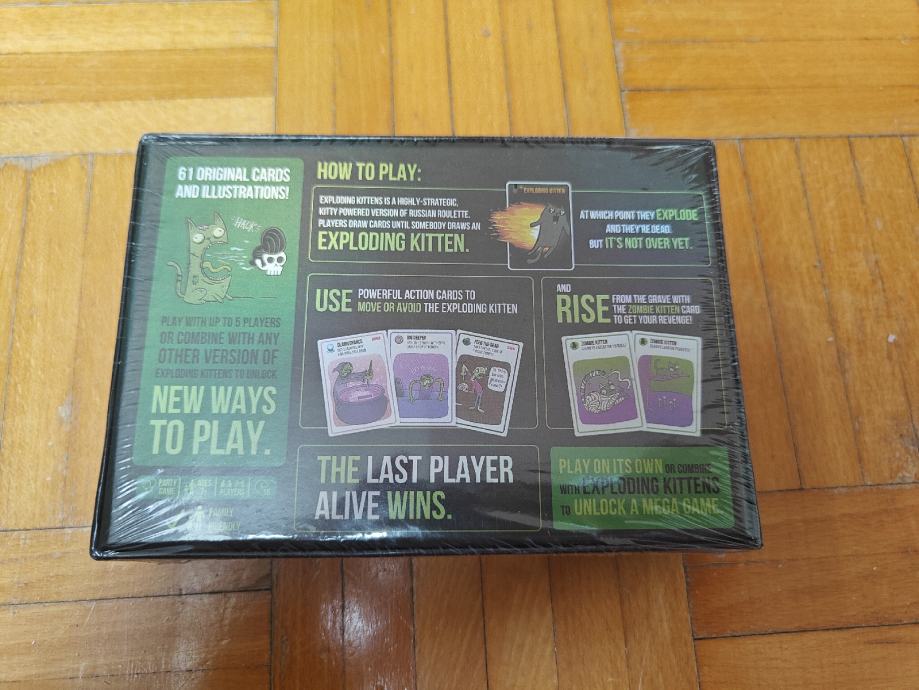 61 ORIGINAL CARDS
AND ILLUSTRATIONS!
HACK
PLAY WITH UP TO 5 PLAYERS
OR COMBINE WITH ANY
OTHER VERSION OF
EXPLODING KITTENS TO UNLOCK
NEW WAYS
TO PLAY.
PARTY
GAME
AGES
7+
PLAYERS
15
FAMILY
FRIENDLY
HOW TO PLAY:
EXPLODING KITTENS IS A HIGHLY-STRATEGIC,
KITTY POWERED VERSION OF RUSSIAN ROULETTE.
PLAYERS DRAW CARDS UNTIL SOMEBODY DRAWS AN
EXPLODING KITTEN.
EXPLODING KITTEN
AT WHICH POINT THEY EXPLODE
AND THEY'RE DEAD.
BUT IT'S NOT OVER YET.
USE POWERFUL ACTION CARDS TO
MOVE OR AVOID THE EXPLODING KITTEN
FEED THE DEAD
AND
RISE FROM THE GRAVE WITH
THE ZOMBIE KITTEN CARD
TO GET YOUR REVENGE!
ZOMBIE KITTEN
ZOMBIE KITTEN
THE LAST PLAYER
ALIVE WINS.
PLAY ON ITS OWN OR COMBINE
WITH EXPLODING KITTENS
TO UNLOCK A MEGA GAME.